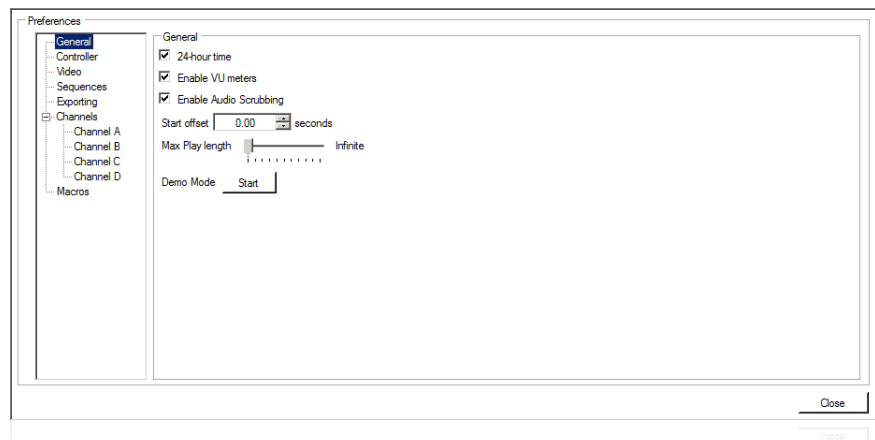 Preferences
General
Controller
Video
Sequences
Exporting
Channels
Channel A
Channel B
Channel C
Channel D
Macros
General
24-hour time
Enable VU meters
Enable Audio Scrubbing
Start offset 0.00 seconds
Max Play length Infinite
Demo Mode Start
Close